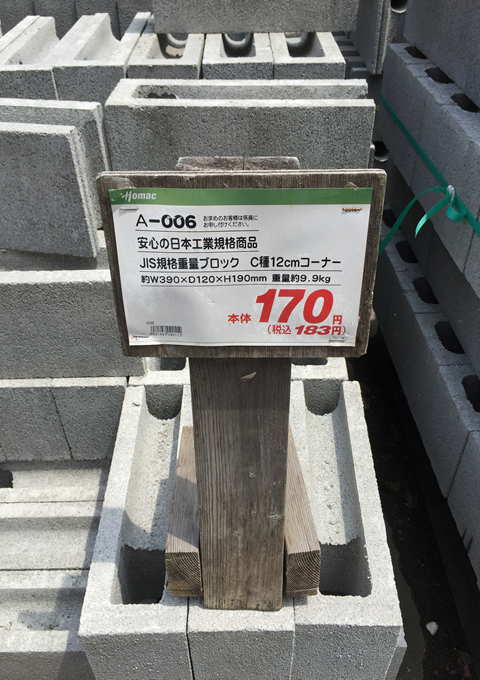 Homac
A-006 お求めのお客様は係員に
お申し付けください。
安心の日本工業規格商品
JIS規格重量ブロック C種12cmコーナー
約W390×D120×H190mm 重量約9.9kg
本体 170円
(税込 183円)